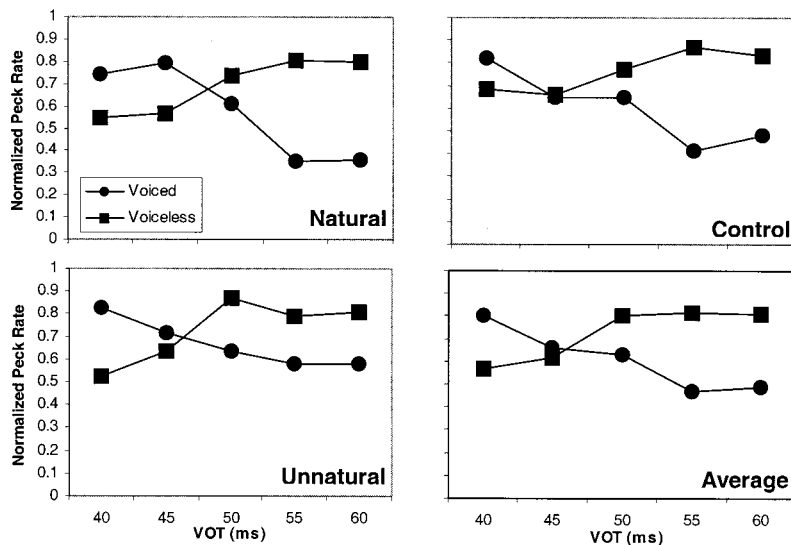 Normalized Peck Rate
1
0.9
0.8
0.7
0.6
0.5
0.4
0.3
0.2
0.1
0
Voiced
Voiceless
Natural
Control
Normalized Peck Rate
1
0.9
0.8
0.7
0.6
0.5
0.4
0.3
0.2
0.1
0
Unnatural
Average
40 45 50 55 60
VOT (ms)
40 45 50 55 60
VOT (ms)